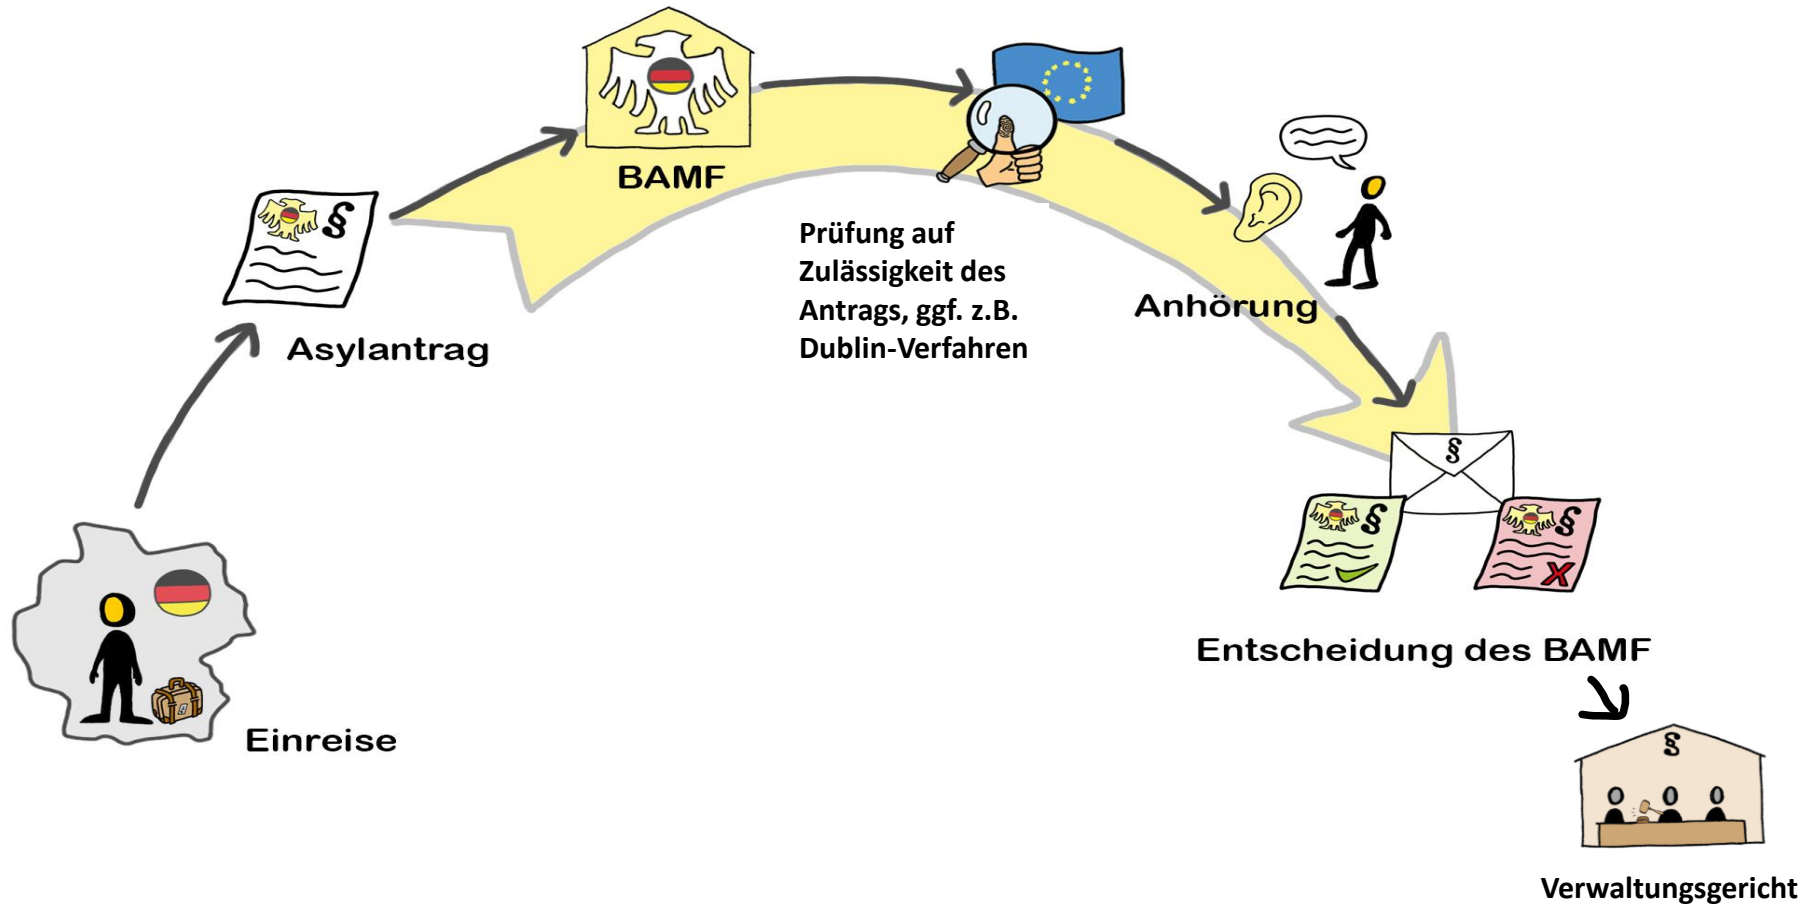 Einreise
Asylantrag
§
BAMF
Prüfung auf
Zulässigkeit des
Antrags, ggf. z.B.
Dublin-Verfahren
Anhörung
§
§
§
Entscheidung des BAMF
§
Verwaltungsgericht